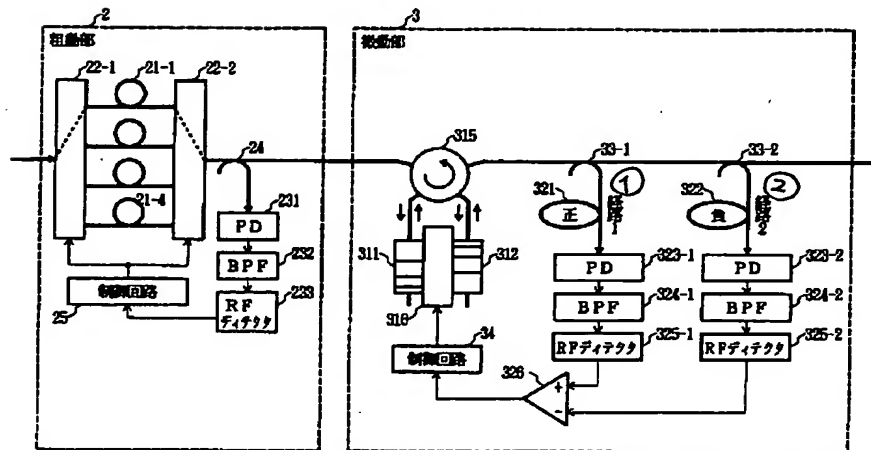 2
粗動部
22-1
21-1
22-2
21-4
24
231
PD
232
BPF
233
RF
ディテクタ
制御回路
25
3
微動部
315
311
312
316
34
制御回路
33-1
321
正
①
経路1
PD
323-1
BPF
324-1
RFディテクタ
325-1
33-2
322
負
②
経路2
PD
323-2
BPF
324-2
RFディテクタ
325-2
326
+
-